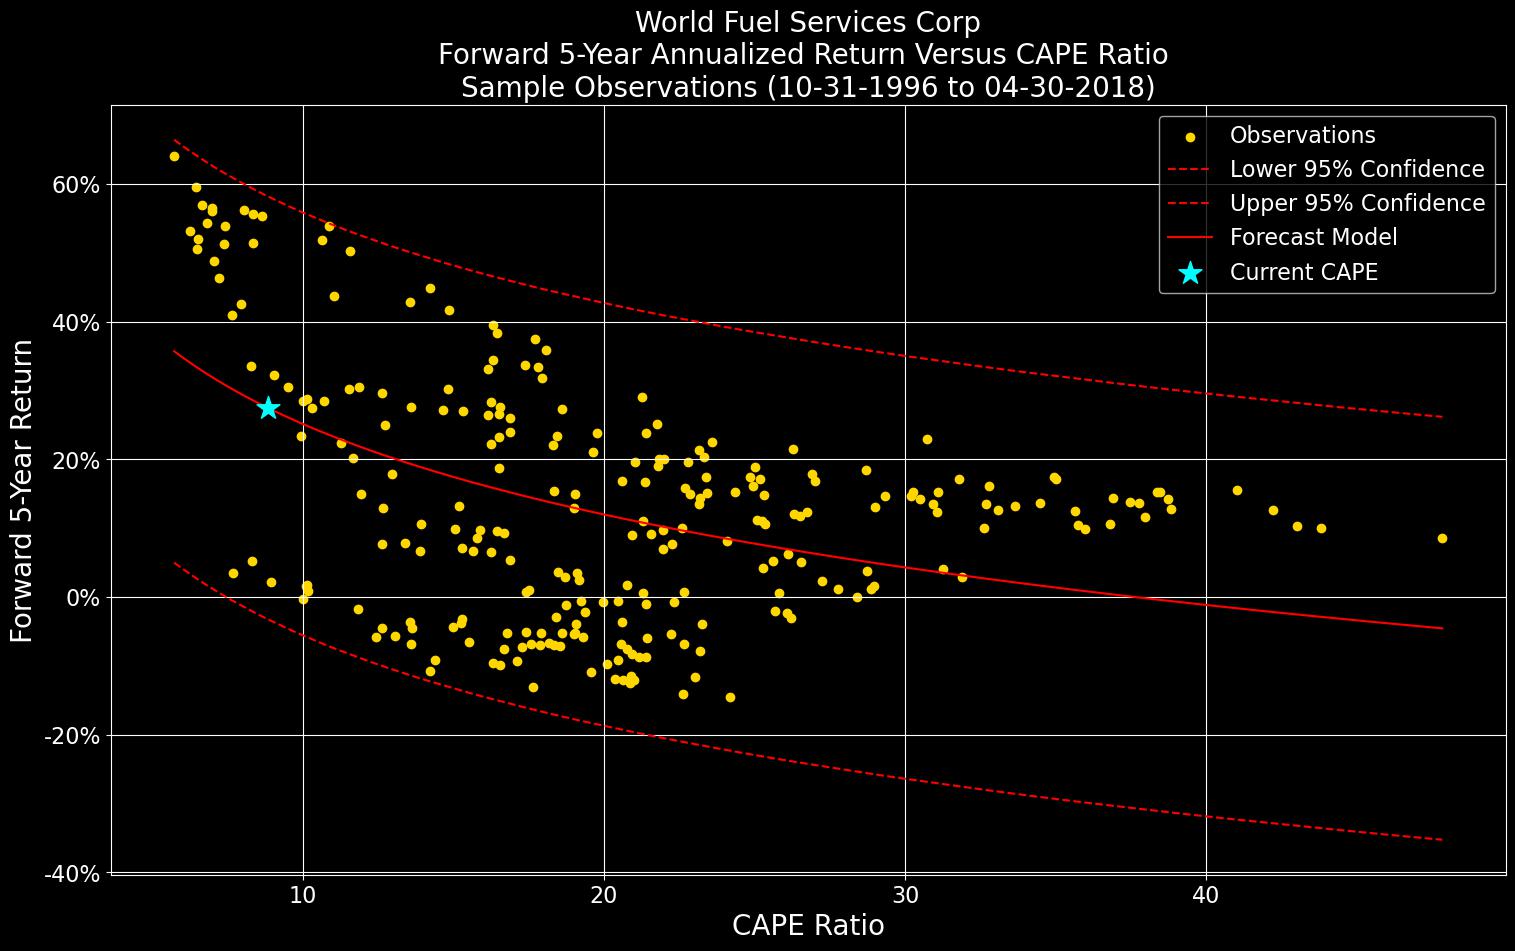 World Fuel Services Corp
Forward 5-Year Annualized Return Versus CAPE Ratio
Sample Observations (10-31-1996 to 04-30-2018)
Observations
Lower 95% Confidence
Upper 95% Confidence
Forecast Model
Current CAPE
Forward 5-Year Return
60%
40%
20%
0%
-20%
-40%
10 20 30 40
CAPE Ratio